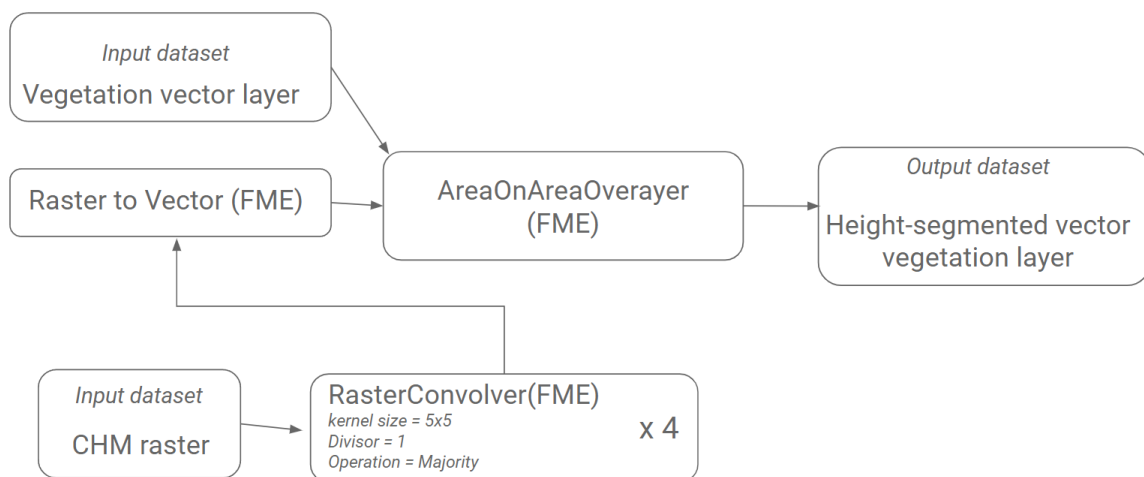 Input dataset
Vegetation vector layer
Raster to Vector (FME)
AreaOnAreaOverayer
(FME)
Output dataset
Height-segmented vector
vegetation layer
Input dataset
CHM raster
RasterConvolver(FME)
kernel size = 5x5
Divisor = 1
Operation = Majority
x 4